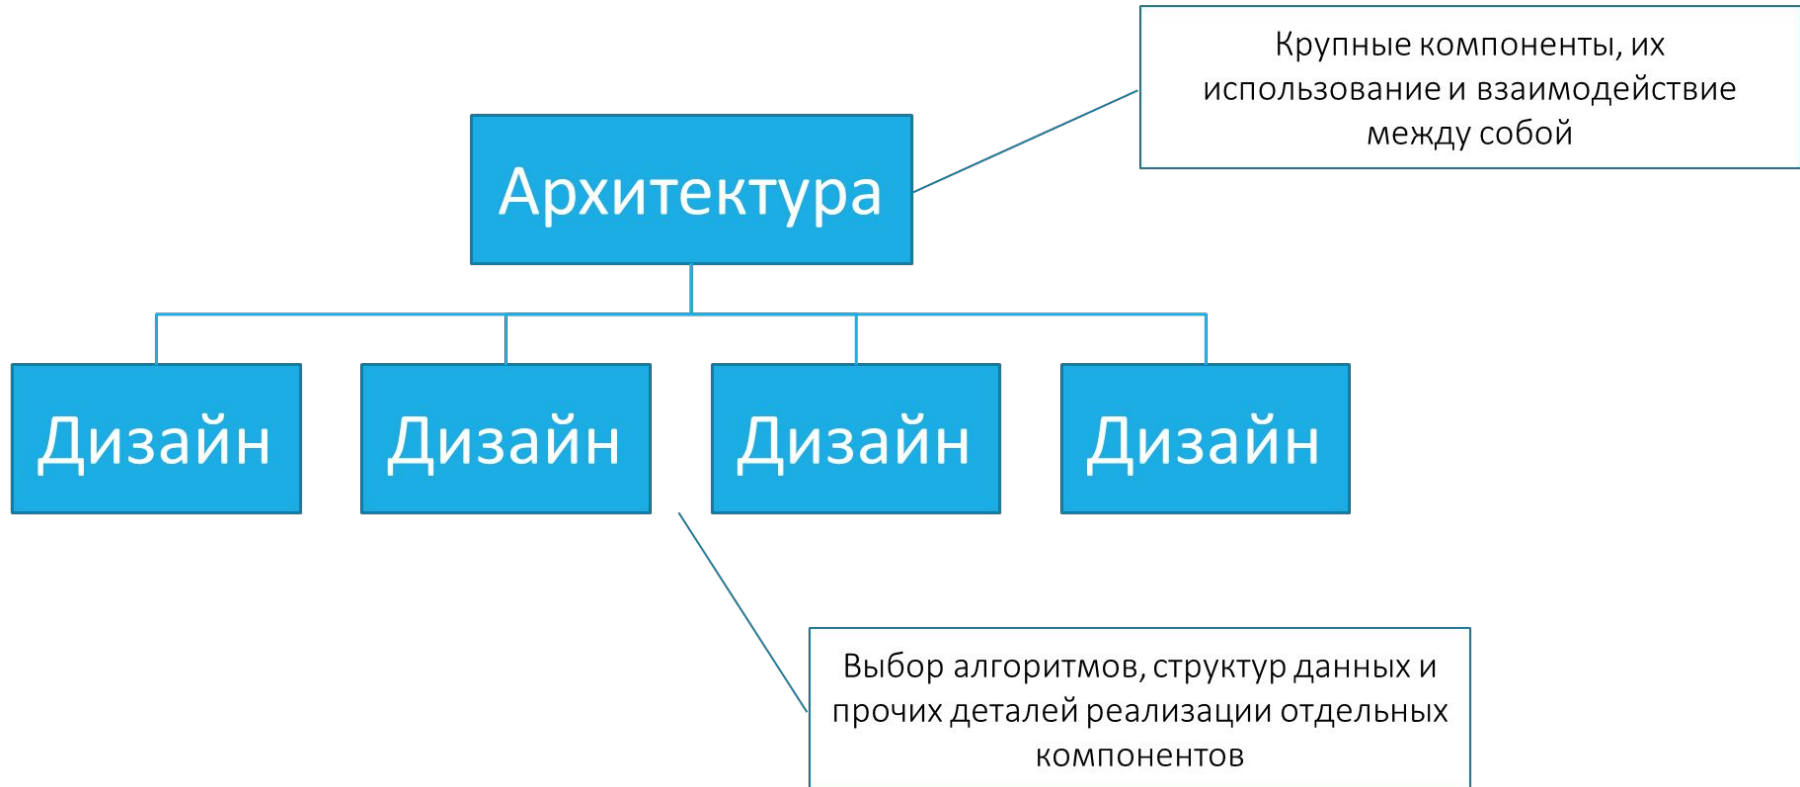 Крупные компоненты, их
использование и взаимодействие
между собой
Архитектура
Дизайн
Дизайн
Дизайн
Дизайн
Выбор алгоритмов, структур данных и
прочих деталей реализации отдельных
компонентов